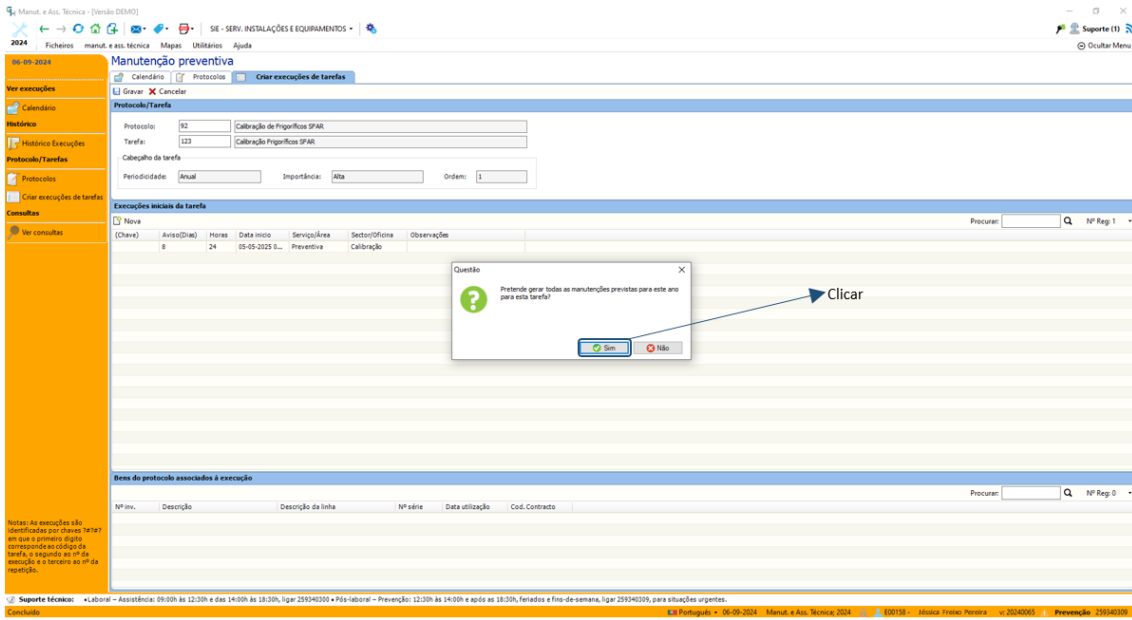 Manut. e Ass. Técnica - [Versão DEMO]
SIE - SERV. INSTALAÇÕES E EQUIPAMENTOS
Suporte (1)
2024 Ficheiros manut. e ass. técnica Mapas Utilitários Ajuda
Ocultar Menu
06-09-2024
Manutenção preventiva
Calendário Protocolos Criar execuções de tarefas
Ver execuções
Gravar Cancelar
Calendário
Protocolo/Tarefa
Histórico
Protocolo: 92 Calibração de Frigoríficos SPAR
Histórico Execuções
Tarefa: 123 Calibração Frigoríficos SPAR
Protocolo/Tarefas
Cabeçalho da tarefa
Protocolos
Periodicidade: Anual Importância: Alta Ordem: 1
Criar execuções de tarefas
Execuções iniciais da tarefa
Consultas
Nova
Procurar: Nº Reg: 1
Ver consultas
(Chave) Aviso(Dias) Horas Data inicio Serviço/Área Sector/Oficina Observações
8 24 05-05-2025 0... Preventiva Calibração
Questão
Pretende gerar todas as manutenções previstas para este ano
para esta tarefa?
Clicar
Sim Não
Bens do protocolo associados á execução
Procurar: Nº Reg: 0
Nº inv. Descrição Descrição da linha Nº série Data utilização Cod. Contracto
Notas: As execuções são
identificadas por chaves ?#?#?
em que o primeiro digito
corresponde ao código da
tarefa, o segundo ao nº da
execução e o terceiro ao nº da
repetição.
Suporte técnico: •Laboral – Assistência: 09:00h às 12:30h e das 14:00h às 18:30h, ligar 259340300 • Pós-laboral – Prevenção: 12:30h às 14:00h e após as 18:30h, feriados e fins-de-semana, ligar 259340309, para situações urgentes.
Concluído
Português 06-09-2024 Manut. e Ass. Técnica; 2024 E00158 - Jéssica Freixo Pereira v: 20240065 Prevenção 259340309